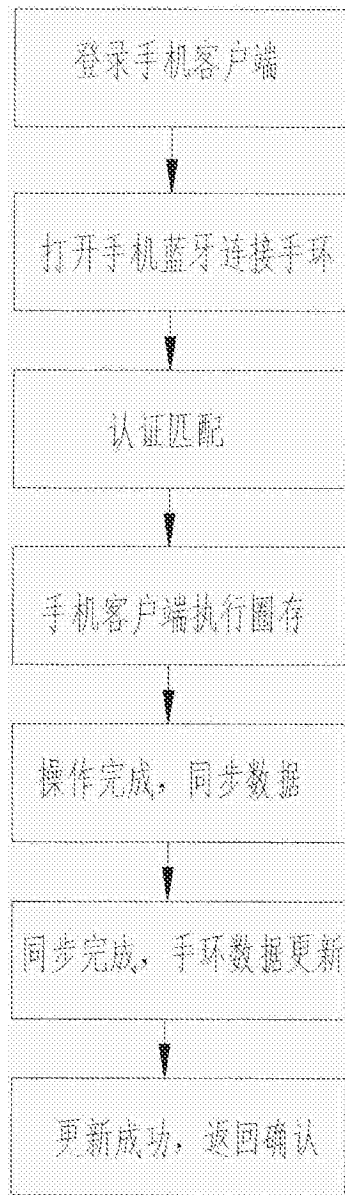 登录手机客户端
打开手机蓝牙连接手环
认证匹配
手机客户端执行圈存
操作完成，同步数据
同步完成，手环数据更新
更新成功，返回确认